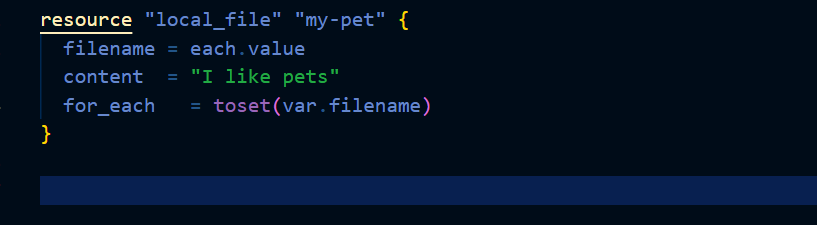 resource "local_file" "my-pet" {
  filename = each.value
  content  = "I like pets"
  for_each   = toset(var.filename)
}